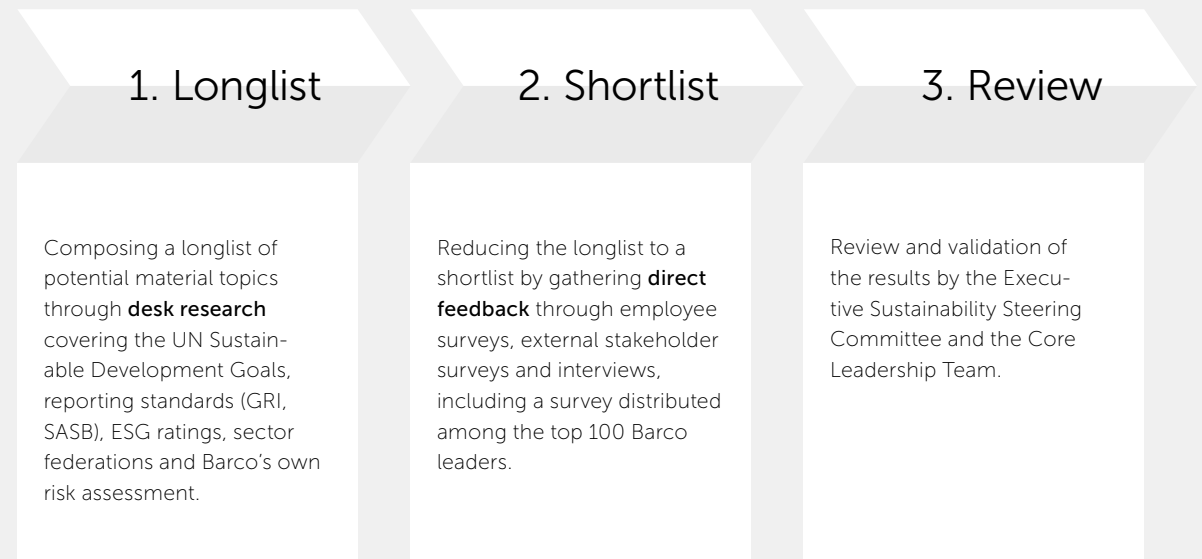 1. Longlist
Composing a longlist of
potential material topics
through desk research
covering the UN Sustain-
able Development Goals,
reporting standards (GRI,
SASB), ESG ratings, sector
federations and Barco’s own
risk assessment.
2. Shortlist
Reducing the longlist to a
shortlist by gathering direct
feedback through employee
surveys, external stakeholder
surveys and interviews,
including a survey distributed
among the top 100 Barco
leaders.
3. Review
Review and validation of
the results by the Execu-
tive Sustainability Steering
Committee and the Core
Leadership Team.